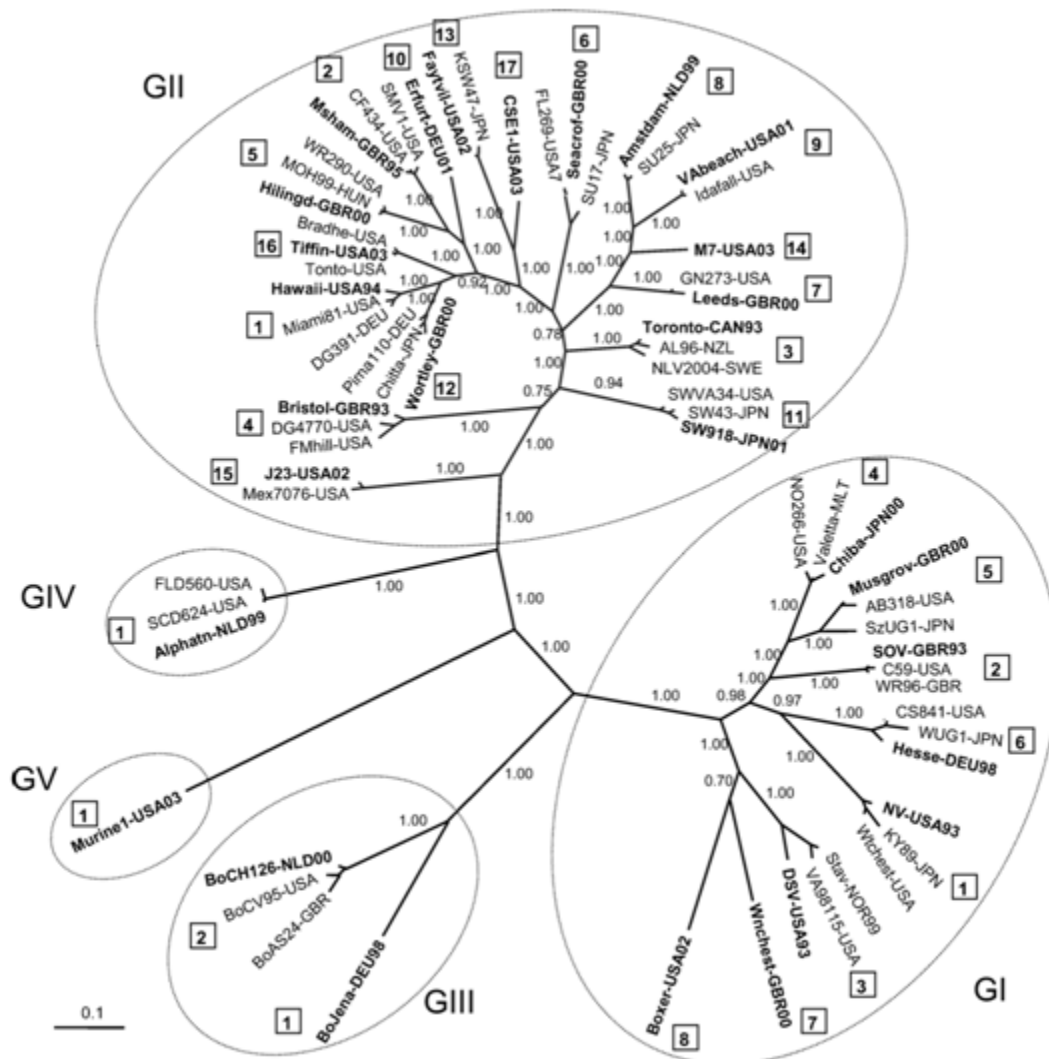 GII
13
KSW47-JPN
Faytvil-USA02
10
Erfurt-DEU01
2
SMV1-USA
CF434-USA
Msham-GBR95
17
CSE1-USA03
6
FL269-USA7
Seacrof-GBR00
SU17-JPN
Amstdam-NLD99
8
SU25-JPN
VAbeach-USA01
9
Idafall-USA
5
WR290-USA
MOH99-HUN
Hilingd-GBR00
Bradhe-USA
16
Tiffin-USA03
Tonto-USA
Hawaii-USA94
Miami81-USA
1
DG391-DEU
Pirna110-DEU
Chitta-JPN
Wortley-GBR00
12
M7-USA03
14
GN273-USA
Leeds-GBR00
7
Toronto-CAN93
AL96-NZL
3
NLV2004-SWE
SWVA34-USA
SW43-JPN
11
SW918-JPN01
Bristol-GBR93
4
DG4770-USA
FMhill-USA
15
J23-USA02
Mex7076-USA
1.00
1.00
1.00
1.00
1.00
1.00
1.00
0.92
1.00
1.00
1.00
1.00
1.00
1.00
1.00
1.00
1.00
1.00
1.00
0.78
1.00
1.00
0.75
0.94
1.00
1.00
1.00
1.00
GIV
FLD560-USA
SCD624-USA
1
Alphatn-NLD99
1.00
1.00
1.00
GV
1
Murine1-USA03
1.00
BoCH126-NLD00
BoCV95-USA
2
BoAS24-GBR
1.00
BoJena-DEU98
1
GIII
0.1
4
NO266-USA
Valetta-MLT
Chiba-JPN00
Musgrov-GBR00
5
AB318-USA
SzUG1-JPN
1.00
1.00
1.00
SOV-GBR93
C59-USA
2
WR96-GBR
1.00
1.00
1.00
0.98
0.97
CS841-USA
1.00
WUG1-JPN
6
Hesse-DEU98
1.00
1.00
NV-USA93
KY89-JPN
Wtchest-USA
1
0.70
1.00
Stav-NOR99
VA98115-USA
3
DSV-USA93
Wnchest-GBR00
7
Boxer-USA02
8
GI